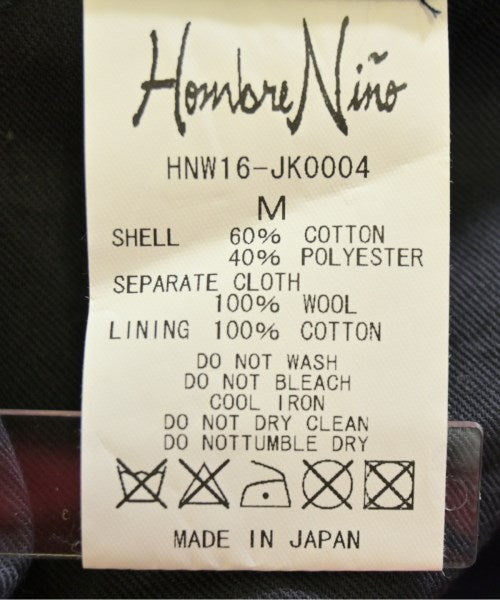 Hombre Niño
HNW16-JK0004
M
SHELL 60% COTTON
40% POLYESTER
SEPARATE CLOTH
100% WOOL
LINING 100% COTTON
DO NOT WASH
DO NOT BLEACH
COOL IRON
DO NOT DRY CLEAN
DO NOTTUMBLE DRY
MADE IN JAPAN